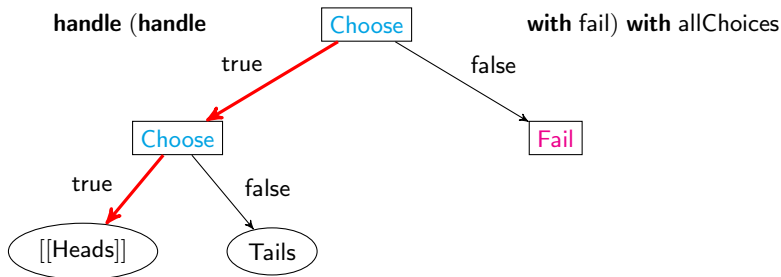 handle (handle Choose with fail) with allChoices
true false
Choose Fail
true false
[[Heads]] Tails